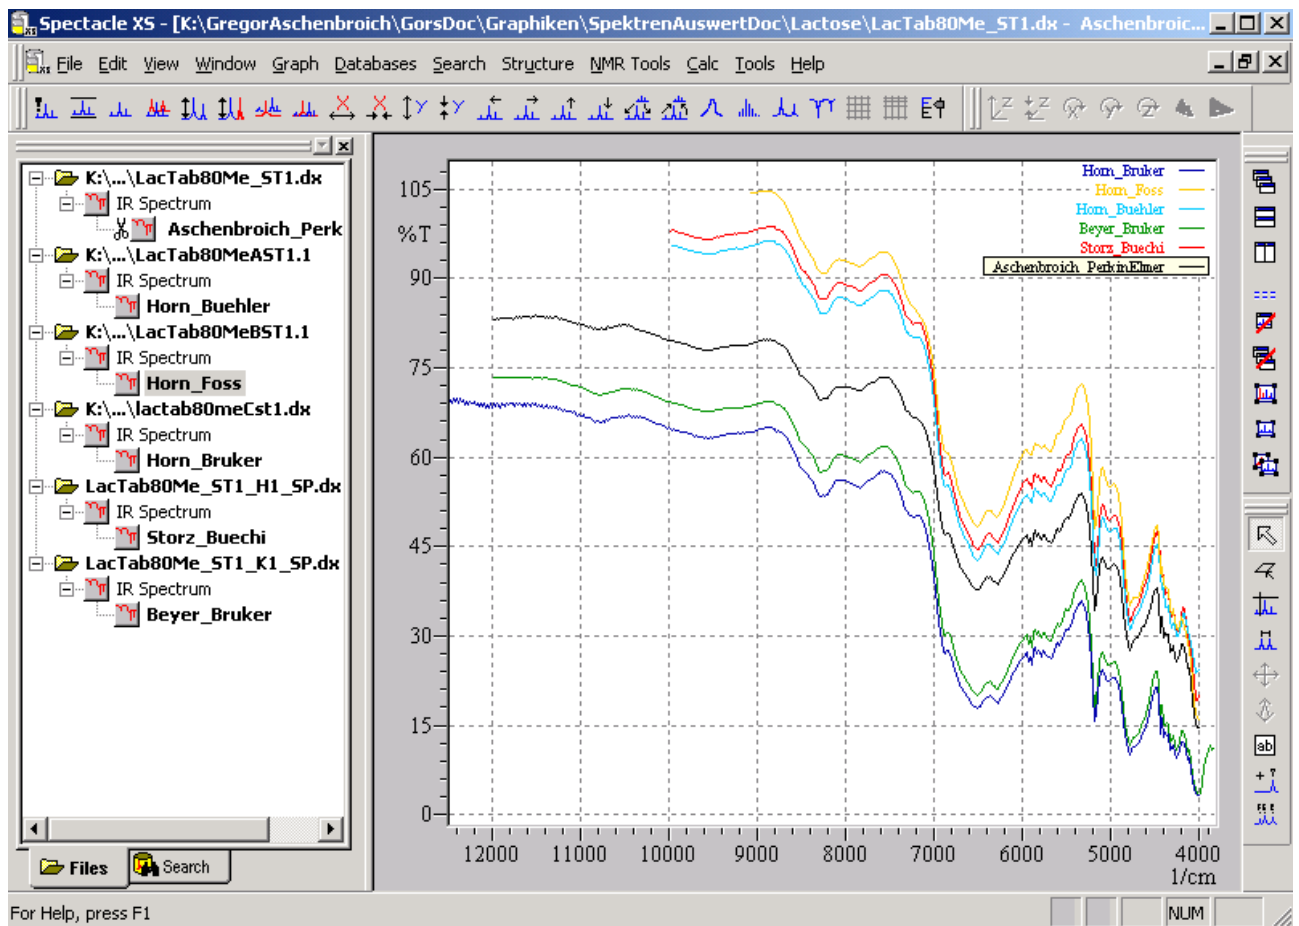 Spectacle XS - [K:\GregorAschenbroich\GorsDoc\Graphiken\SpektrenAuswertDoc\Lactose\LacTab80Me_ST1.dx - Aschenbroic...
File Edit View Window Graph Databases Search Structure NMR Tools Calc Tools Help
K:\...\LacTab80Me_ST1.dx
IR Spectrum
Aschenbroich_Perk
K:\...\LacTab80MeAST1.1
IR Spectrum
Horn_Buehler
K:\...\LacTab80MeBST1.1
IR Spectrum
Horn_Foss
K:\...\lactab80meCst1.dx
IR Spectrum
Horn_Bruker
LacTab80Me_ST1_H1_SP.dx
IR Spectrum
Storz_Buechi
LacTab80Me_ST1_K1_SP.dx
IR Spectrum
Beyer_Bruker
Files Search
Horn_Bruker
Horn_Foss
Horn_Buehler
Beyer_Bruker
Storz_Buechi
Aschenbroich_PerkinElmer
105
%T
90
75
60
45
30
15
0
12000 11000 10000 9000 8000 7000 6000 5000 4000
1/cm
ab
For Help, press F1
NUM